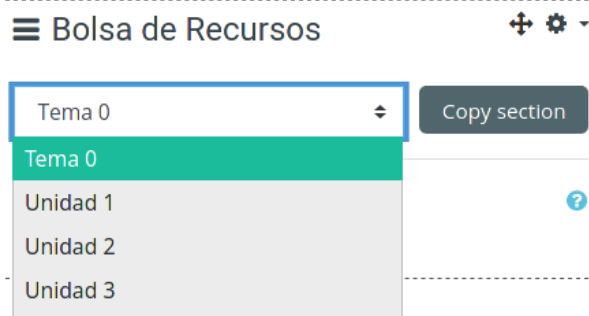 Bolsa de Recursos
Tema 0
Copy section
Tema 0
Unidad 1
?
Unidad 2
Unidad 3